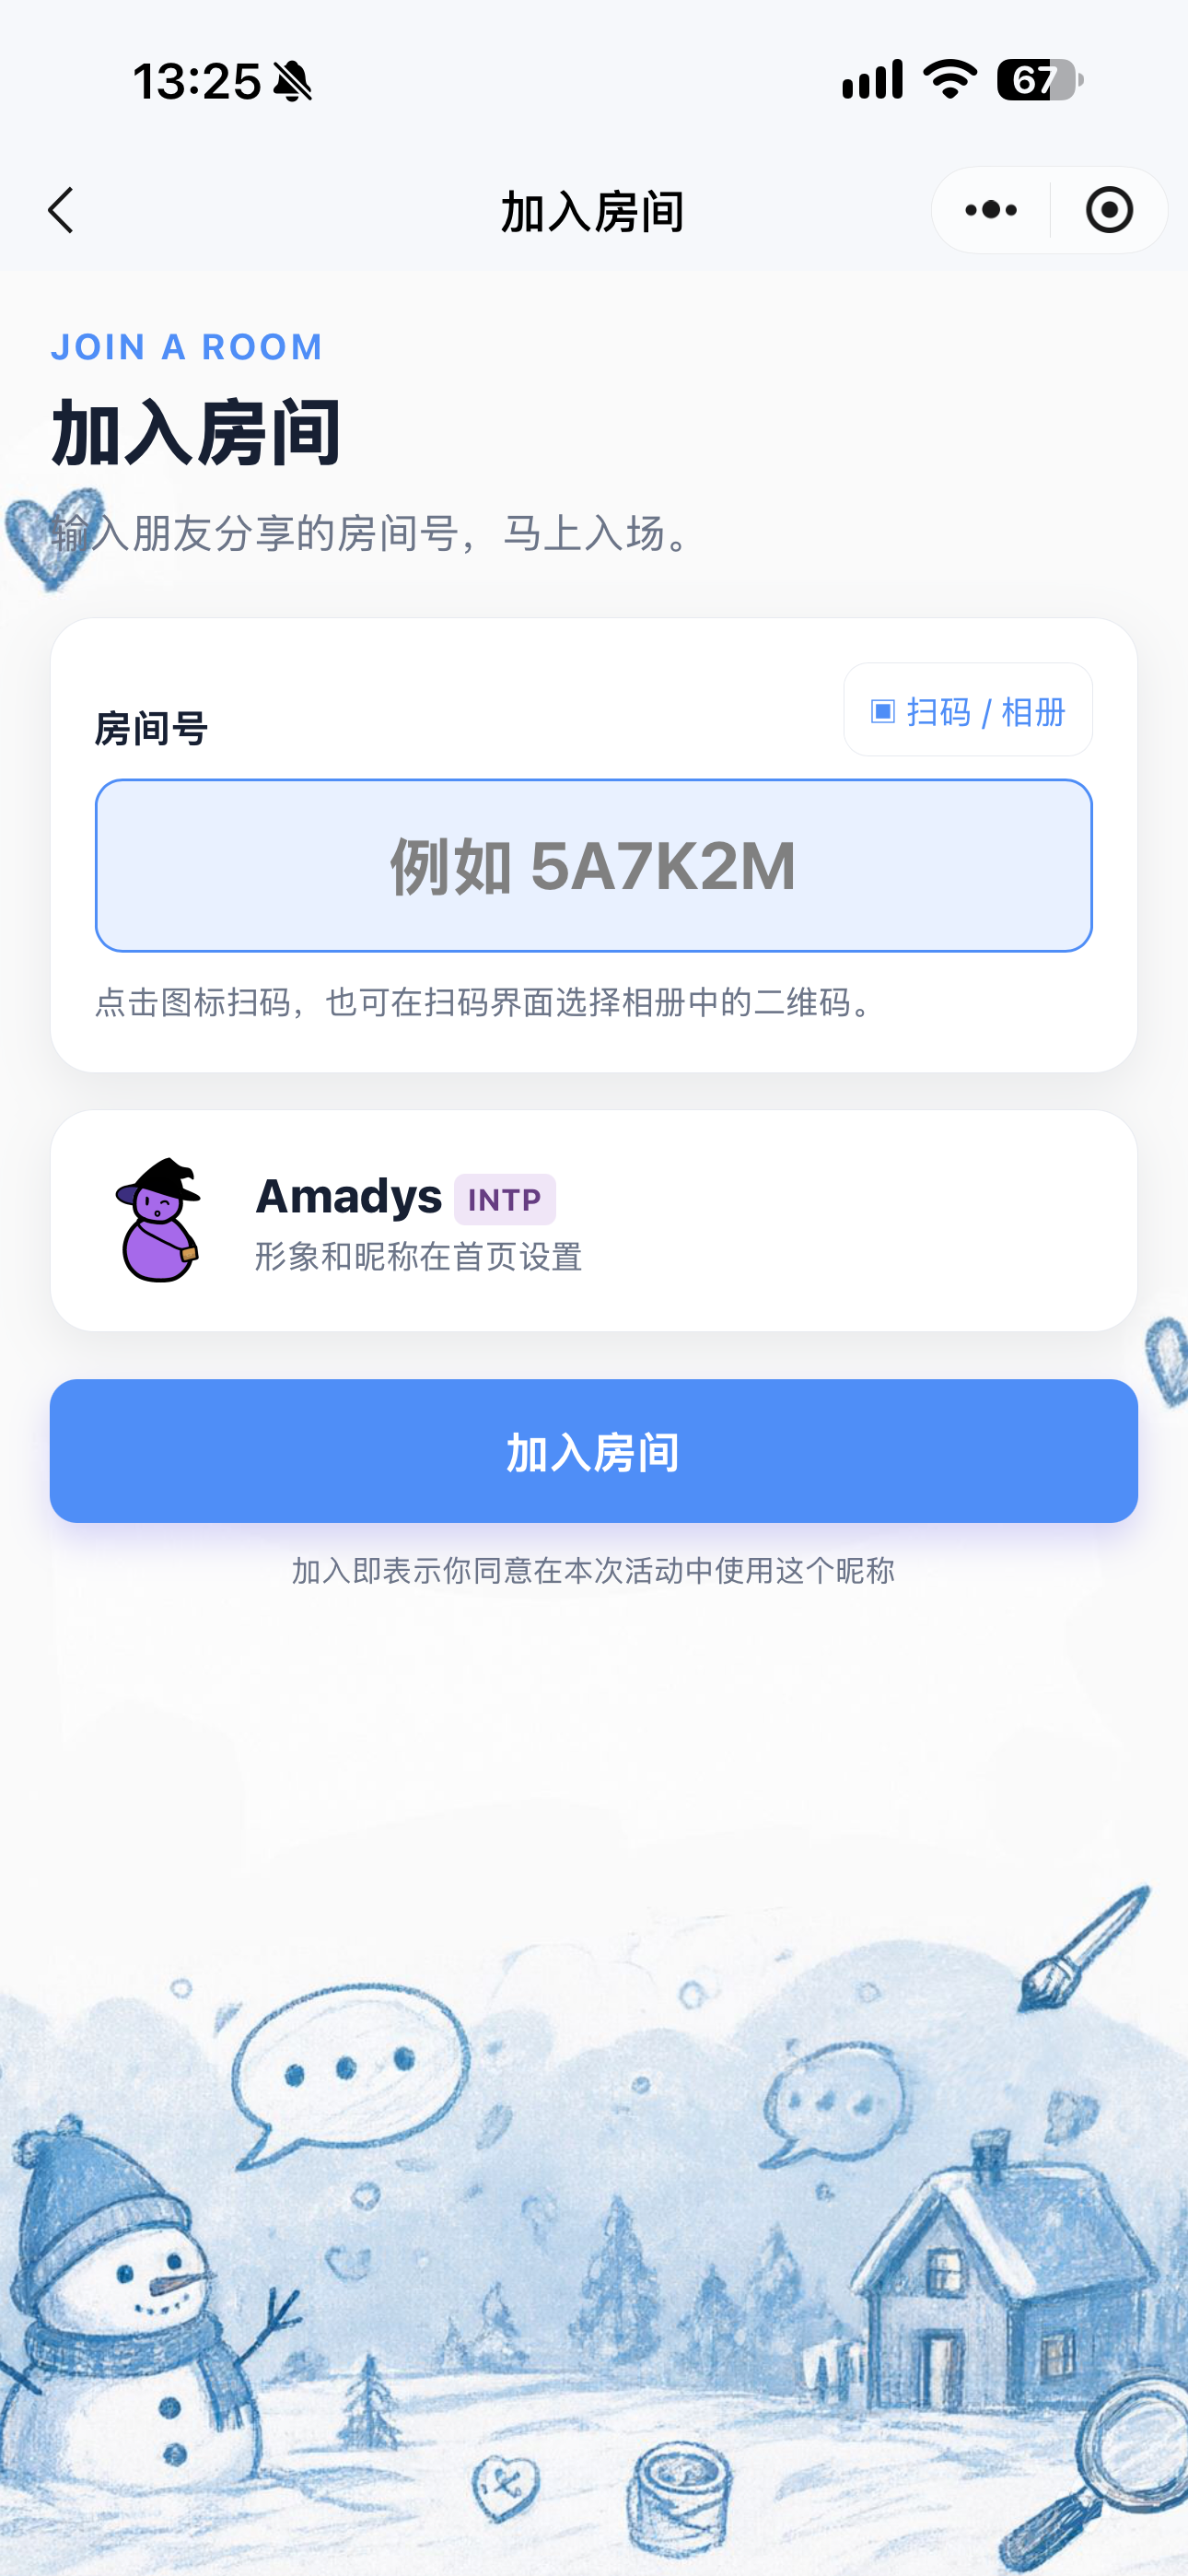 13:25
67
加入房间
JOIN A ROOM
加入房间
输入朋友分享的房间号，马上入场。
扫码 / 相册
房间号
例如 5A7K2M
点击图标扫码，也可在扫码界面选择相册中的二维码。
Amadys INTP
形象和昵称在首页设置
加入房间
加入即表示你同意在本次活动中使用这个昵称